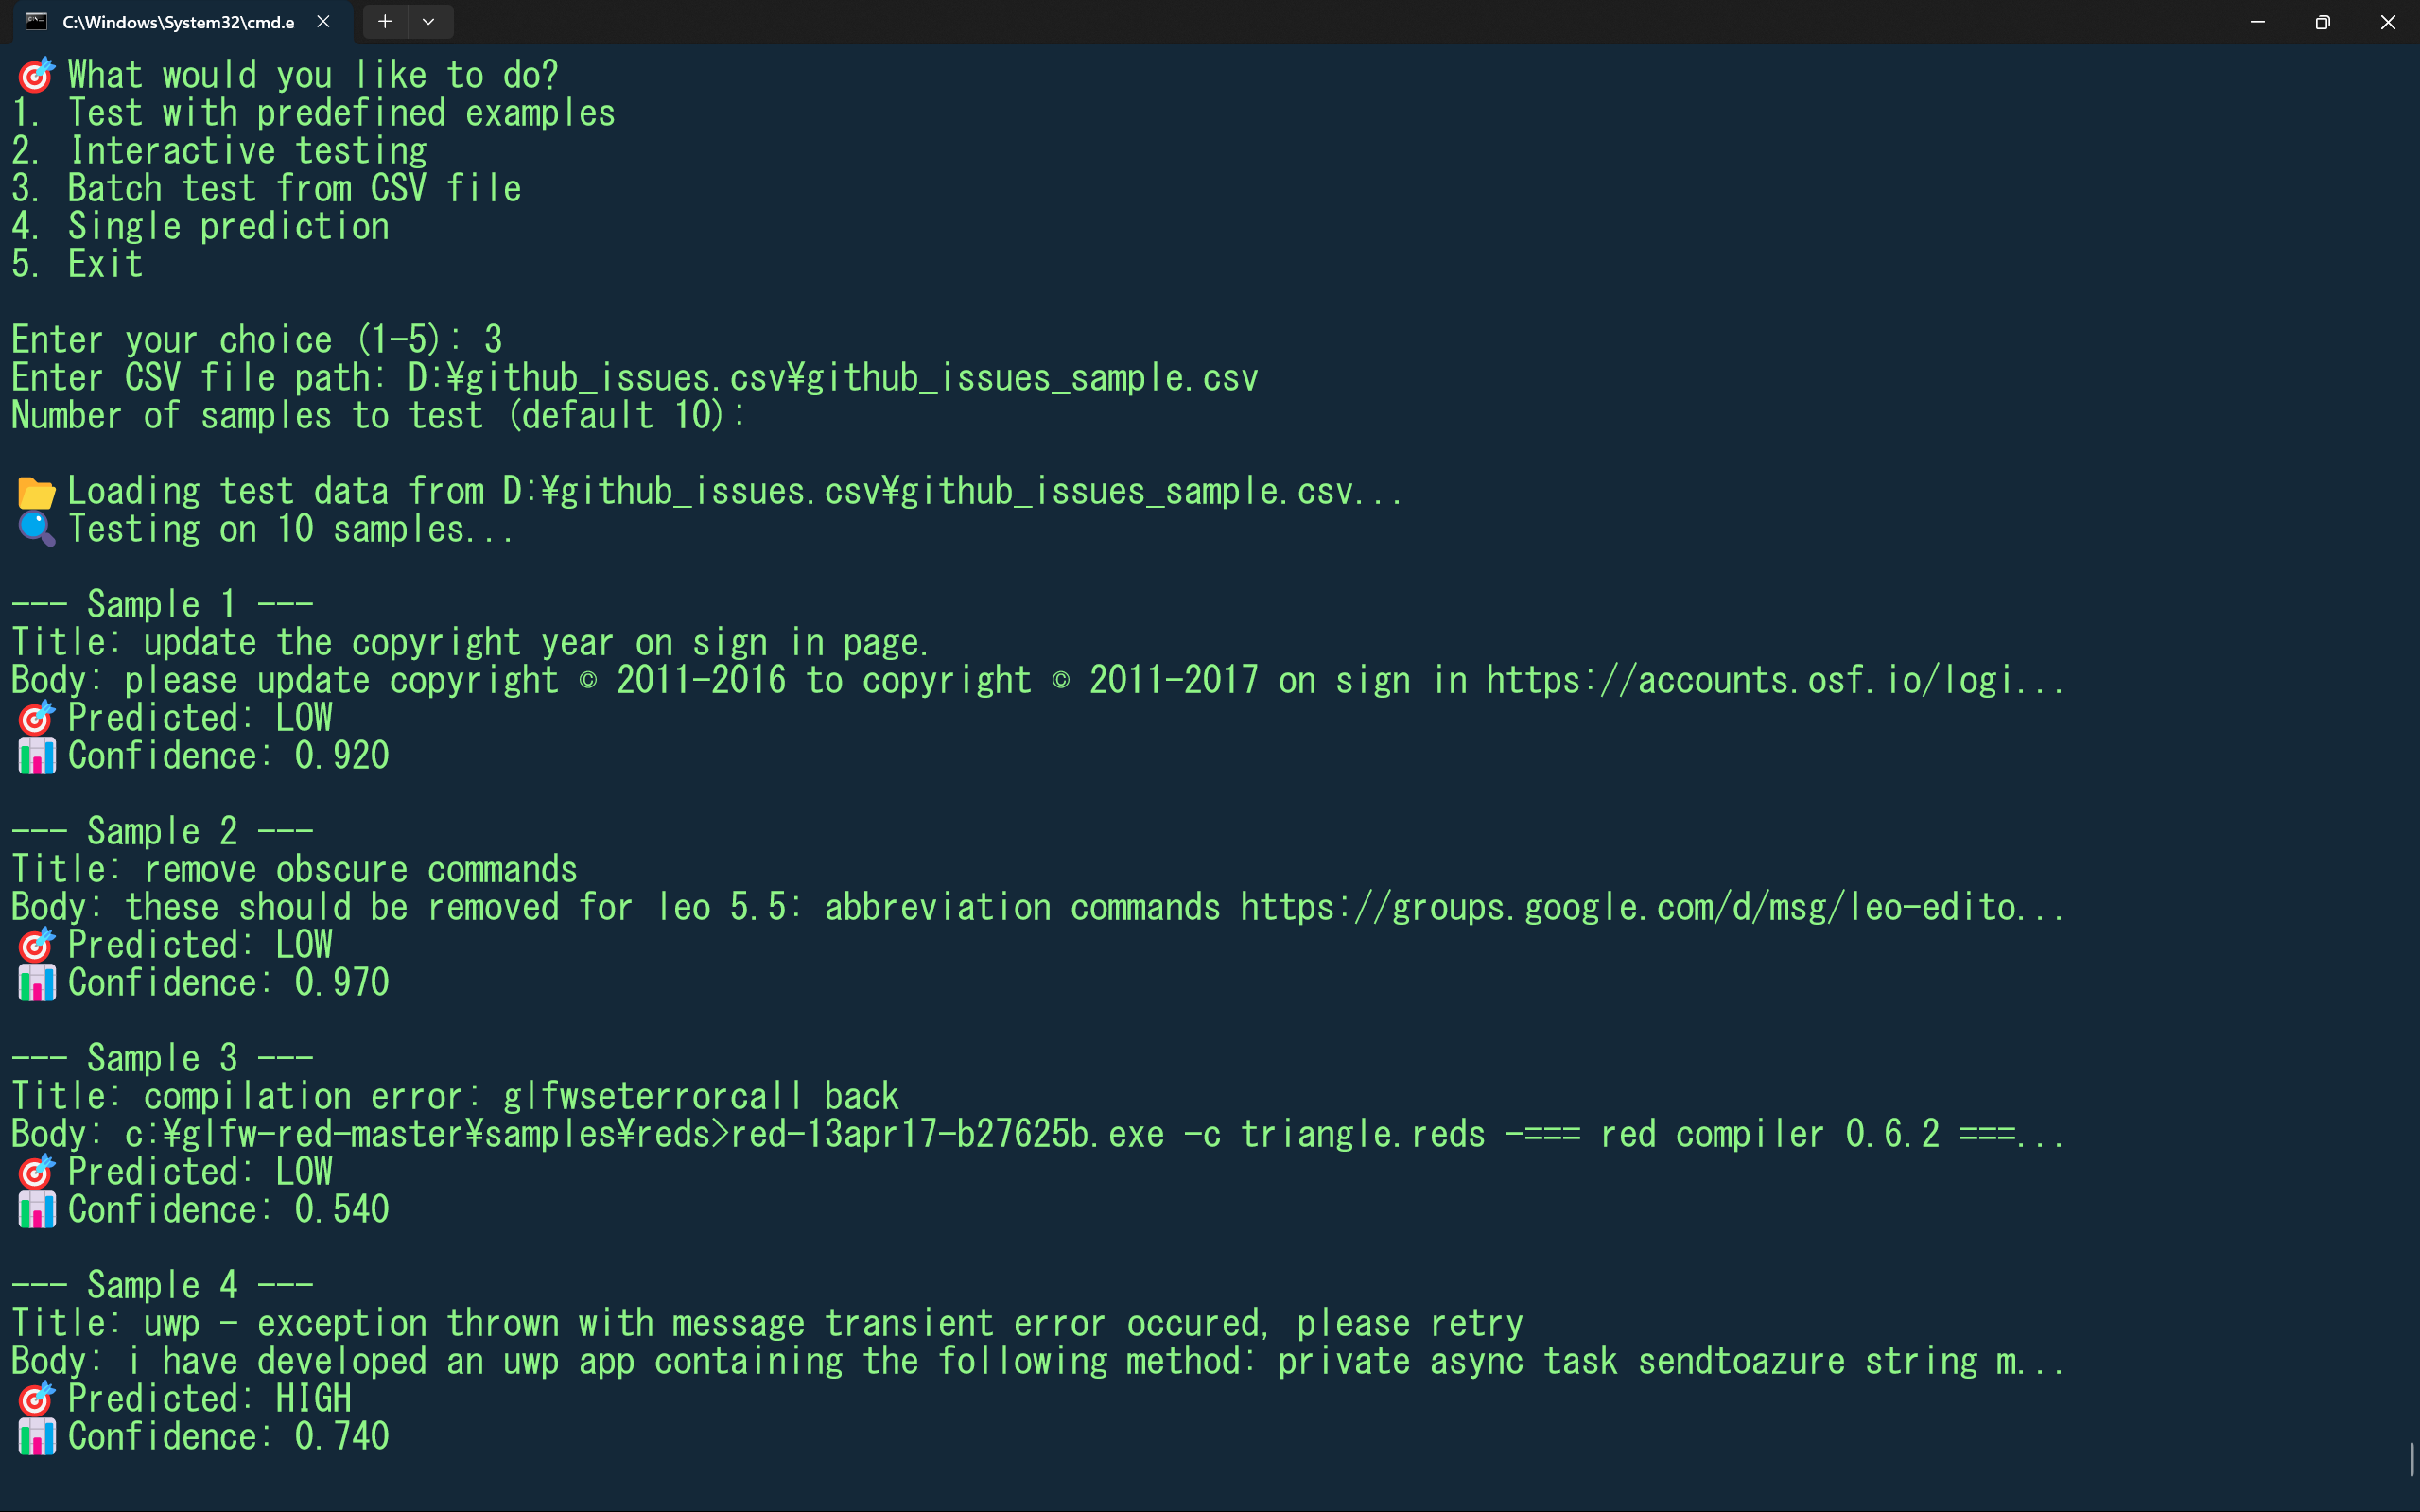 C:\Windows\System32\cmd.e
🎯 What would you like to do?
1. Test with predefined examples
2. Interactive testing
3. Batch test from CSV file
4. Single prediction
5. Exit
Enter your choice (1-5): 3
Enter CSV file path: D:¥github_issues.csv¥github_issues_sample.csv
Number of samples to test (default 10):
📂 Loading test data from D:¥github_issues.csv¥github_issues_sample.csv...
🔍 Testing on 10 samples...
--- Sample 1 ---
Title: update the copyright year on sign in page.
Body: please update copyright © 2011-2016 to copyright © 2011-2017 on sign in https://accounts.osf.io/logi...
🎯 Predicted: LOW
📊 Confidence: 0.920
--- Sample 2 ---
Title: remove obscure commands
Body: these should be removed for leo 5.5: abbreviation commands https://groups.google.com/d/msg/leo-edito...
🎯 Predicted: LOW
📊 Confidence: 0.970
--- Sample 3 ---
Title: compilation error: glfwseterrorcall back
Body: c:¥glfw-red-master¥samples¥reds>red-13apr17-b27625b.exe -c triangle.reds -=== red compiler 0.6.2 ===...
🎯 Predicted: LOW
📊 Confidence: 0.540
--- Sample 4 ---
Title: uwp - exception thrown with message transient error occured, please retry
Body: i have developed an uwp app containing the following method: private async task sendtoazure string m...
🎯 Predicted: HIGH
📊 Confidence: 0.740